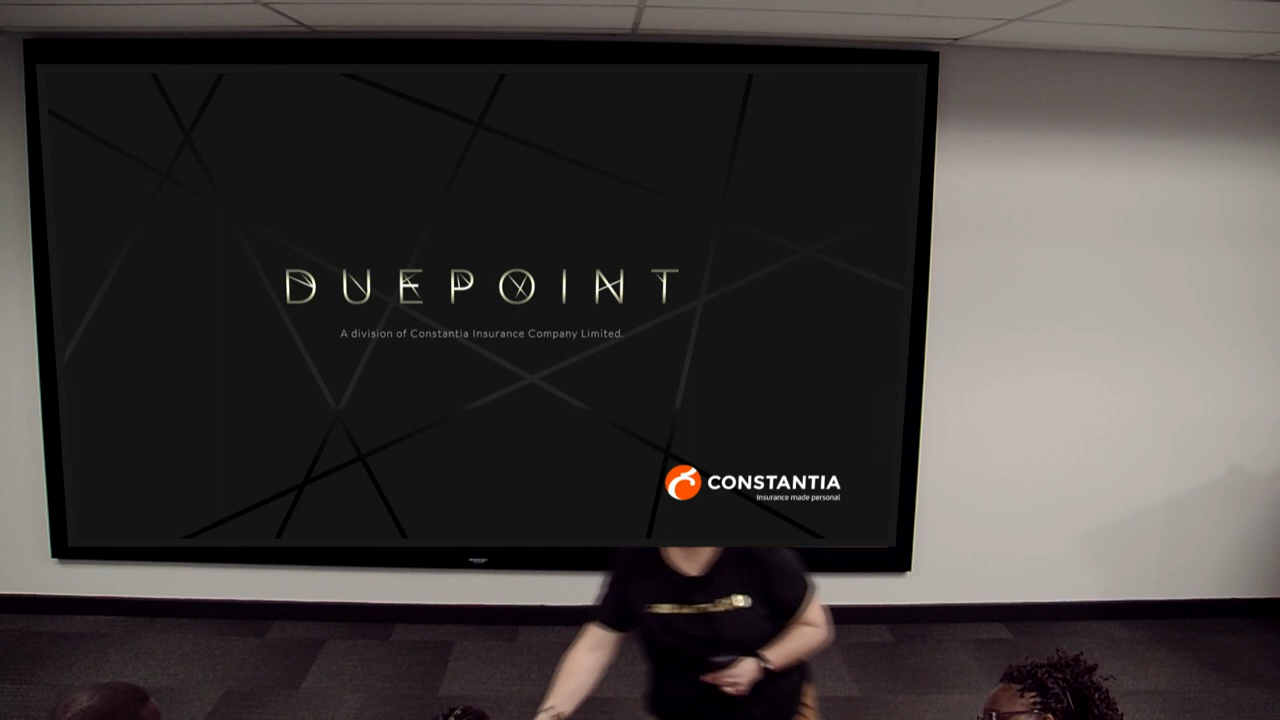 DUEPOINT
A division of Constantia Insurance Company Limited.
CONSTANTIA
Insurance made personal